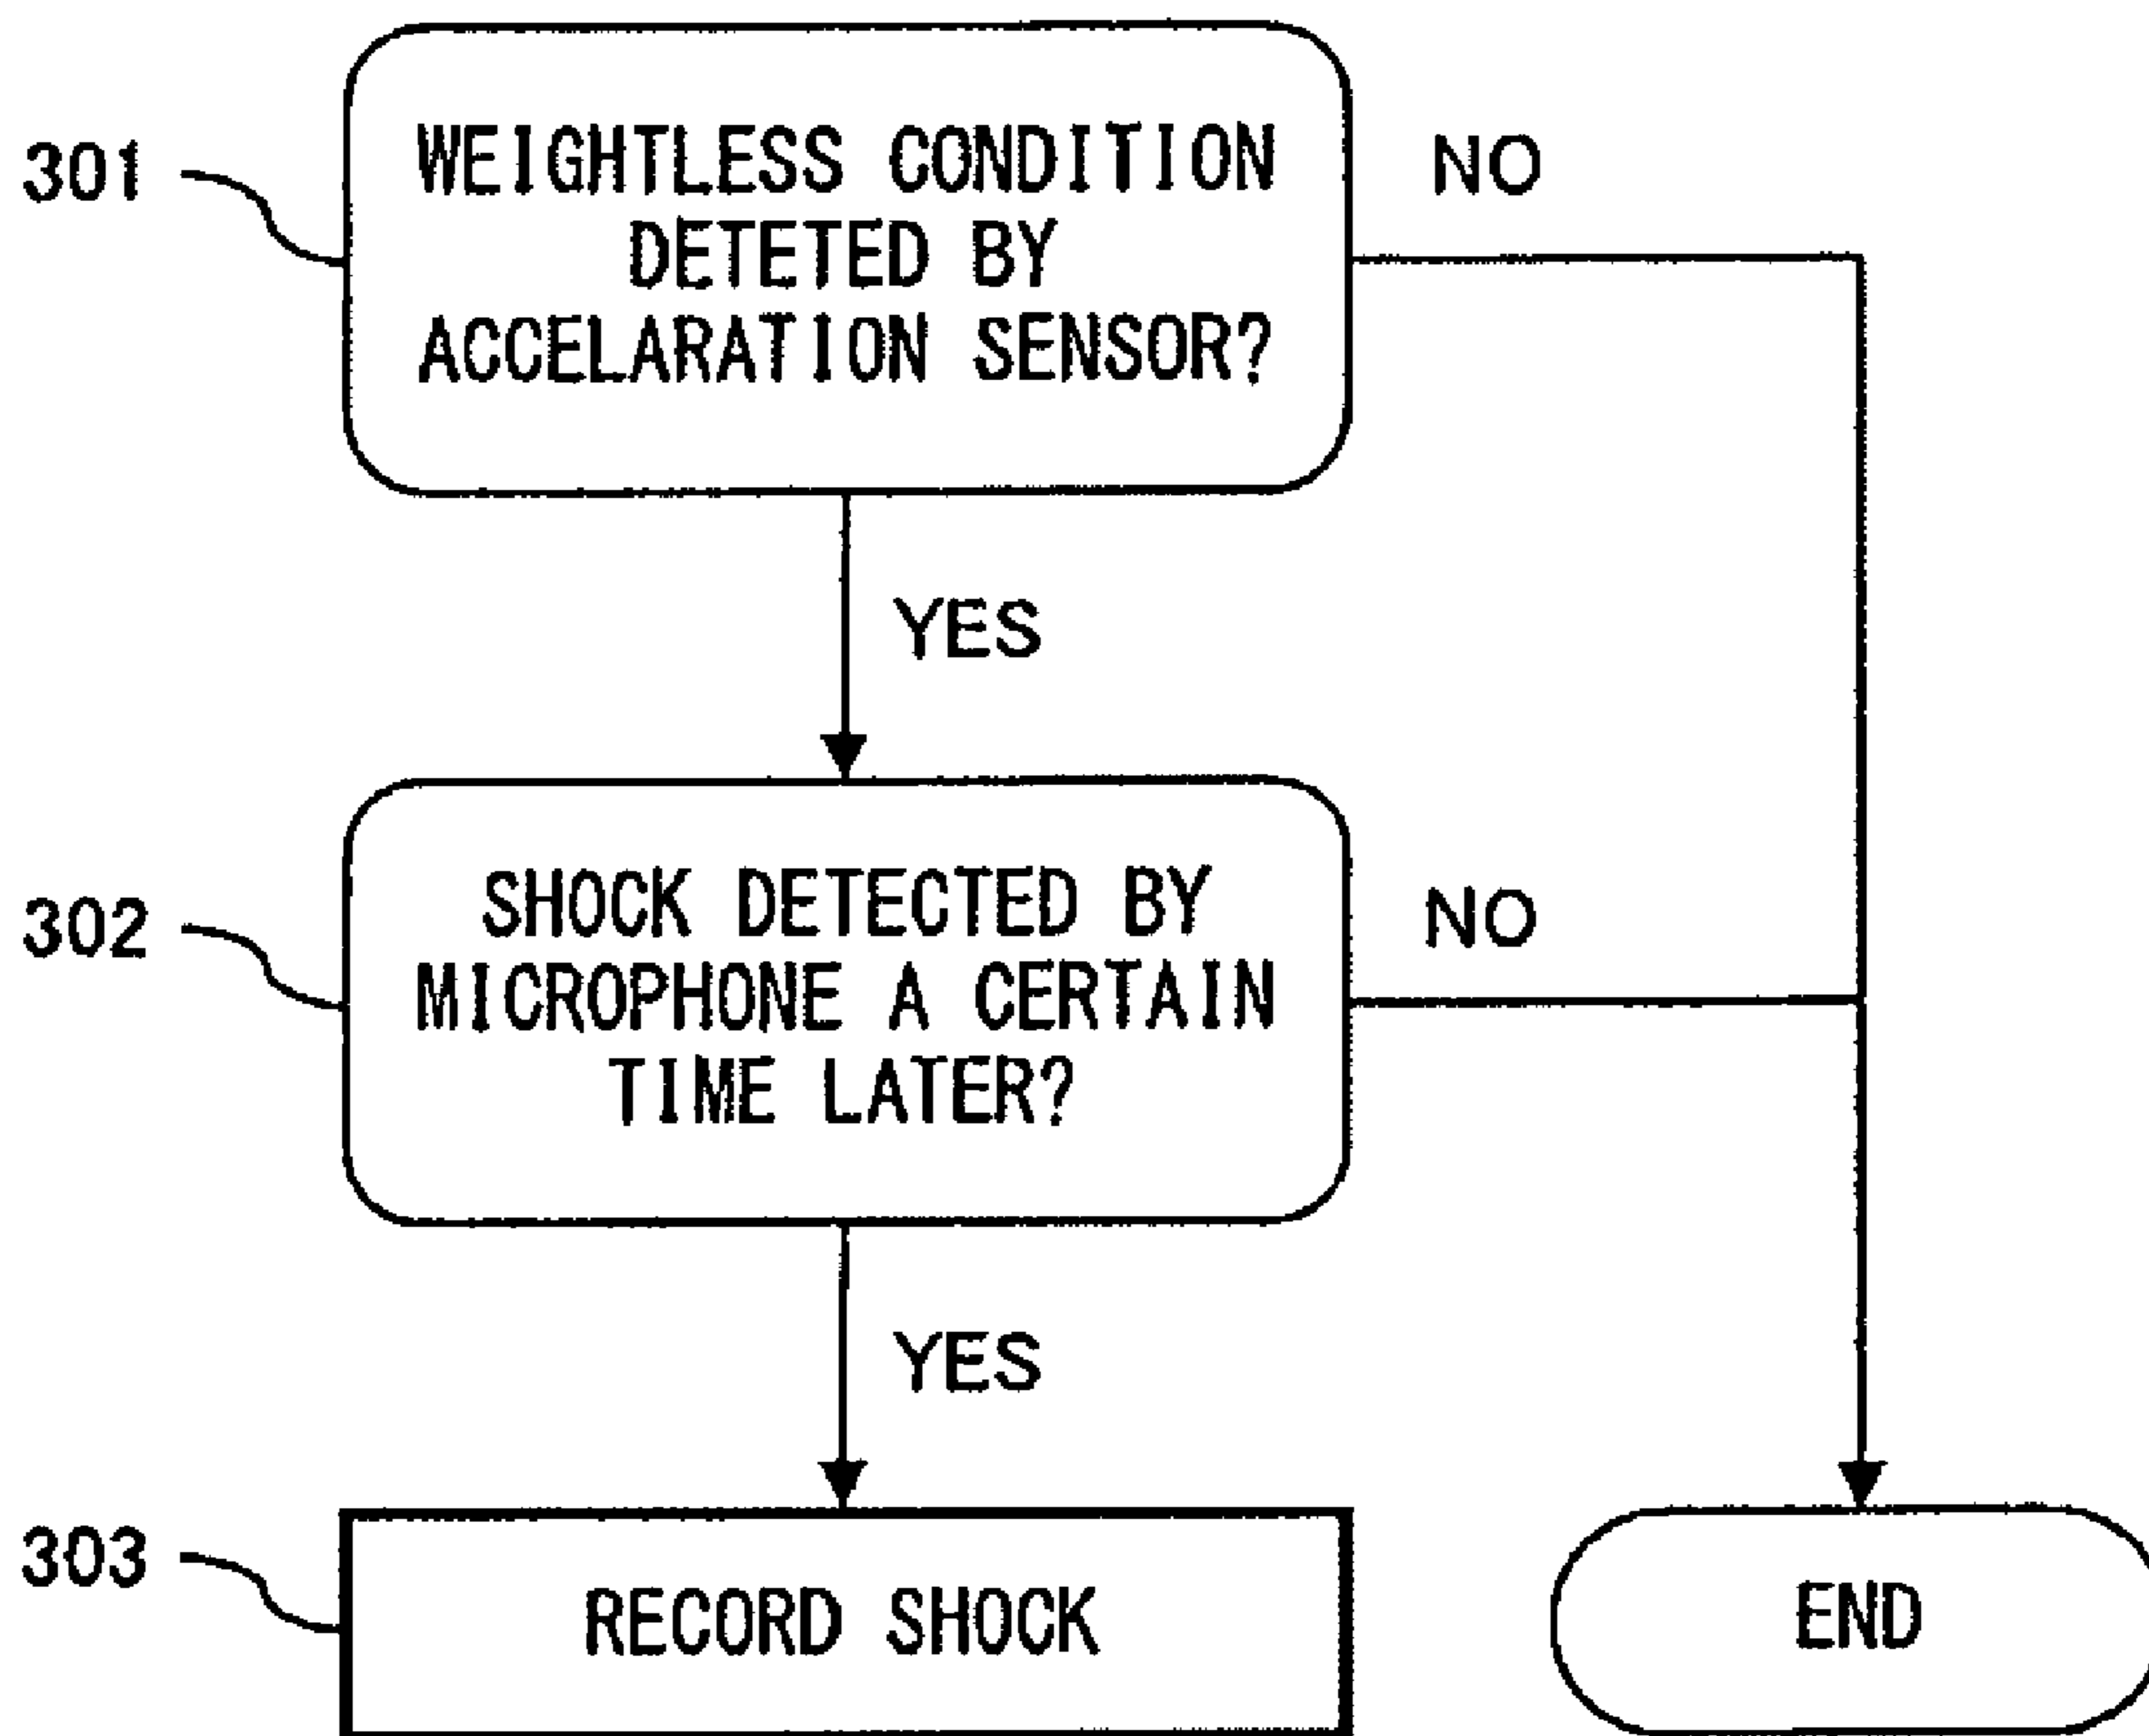 301
WEIGHTLESS CONDITION
DETETED BY
ACCELARATION SENSOR?
NO
YES
302
SHOCK DETECTED BY
MICROPHONE A CERTAIN
TIME LATER?
NO
YES
303
RECORD SHOCK
END